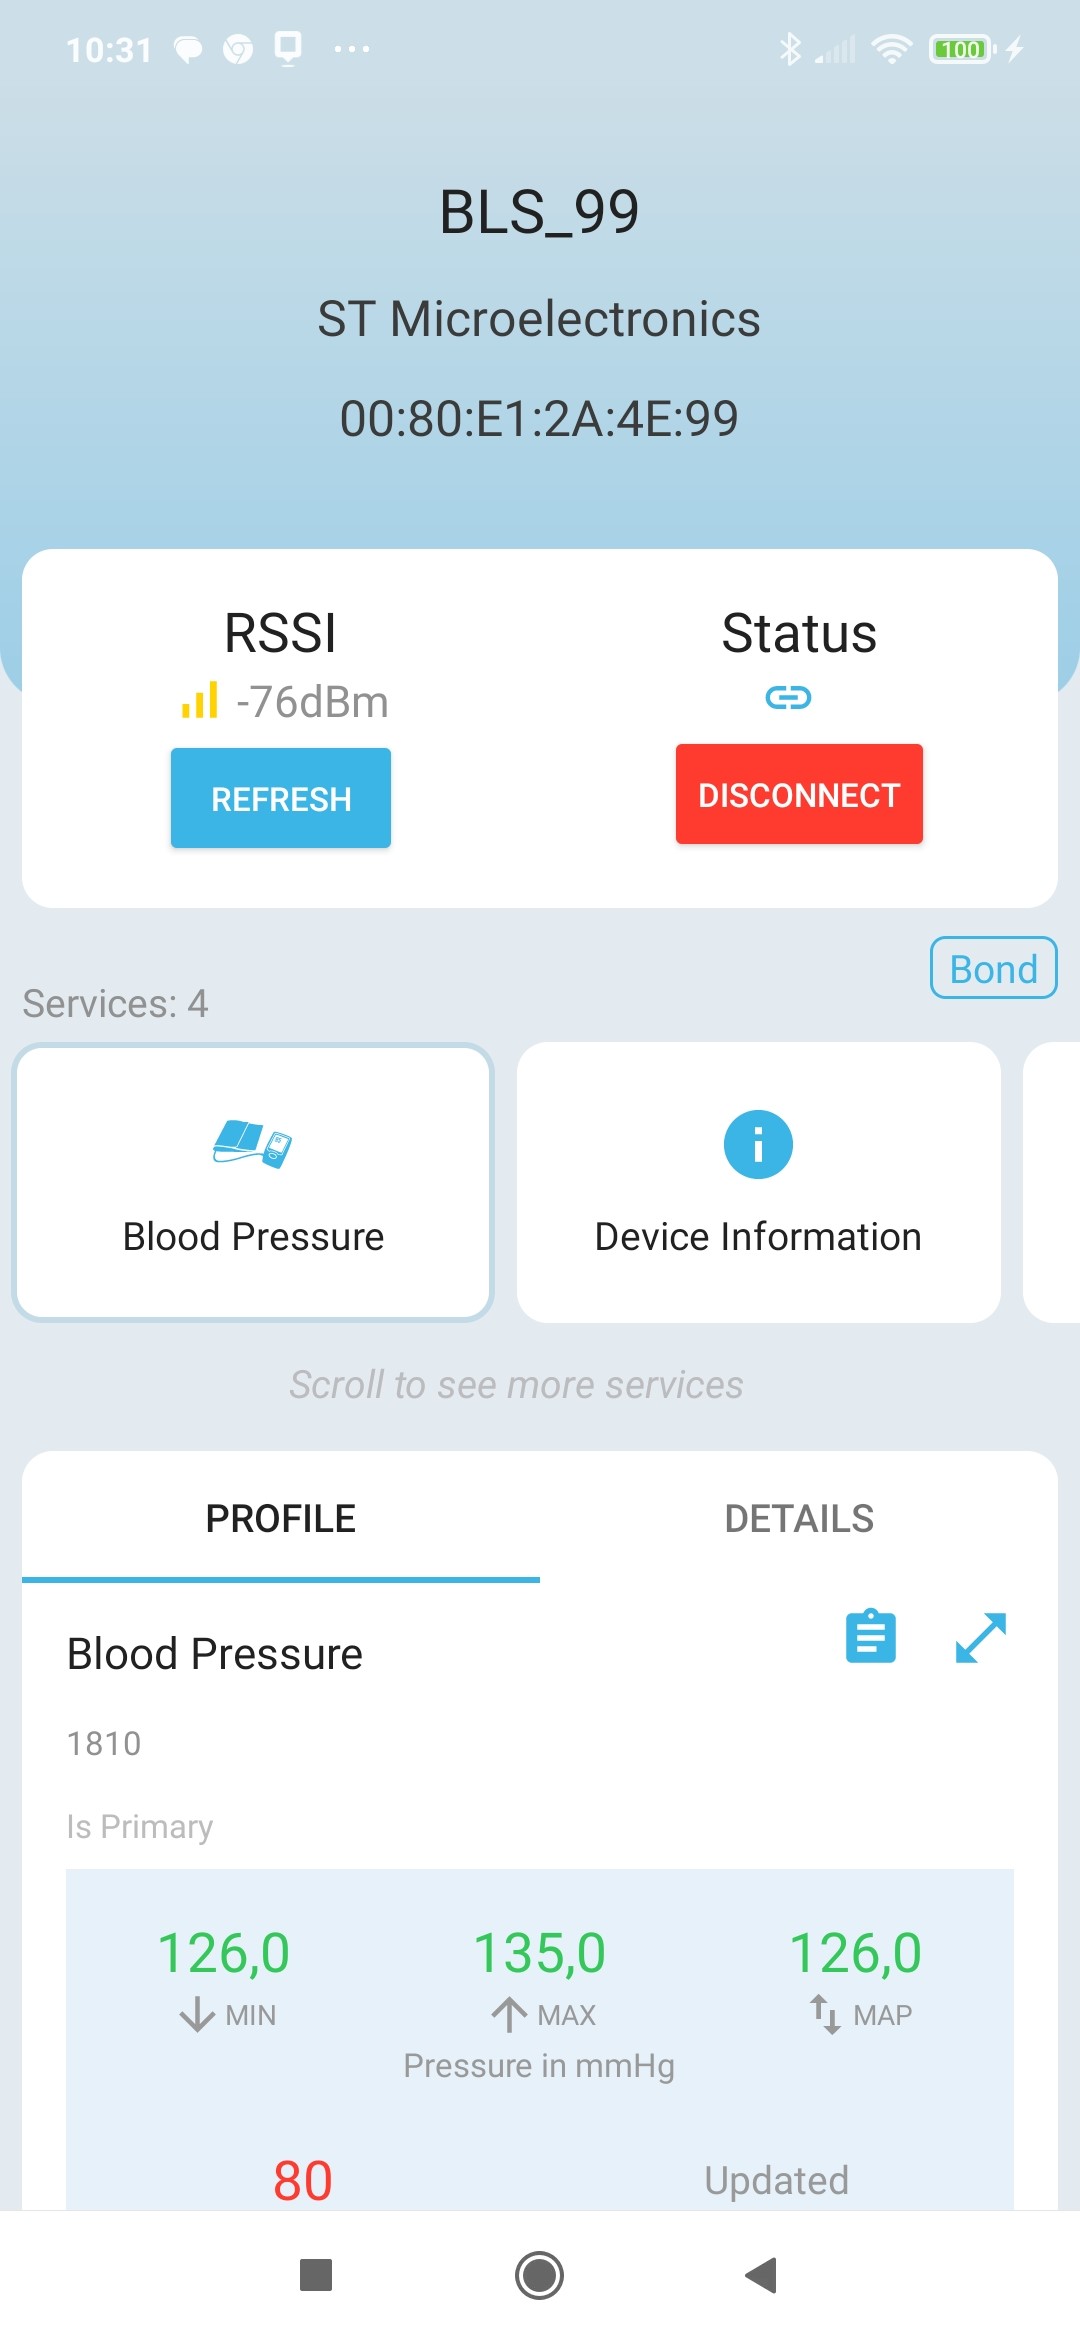 10:31
100
BLS_99
ST Microelectronics
00:80:E1:2A:4E:99
RSSI
Status
-76dBm
REFRESH
DISCONNECT
Bond
Services: 4
Blood Pressure
Device Information
Scroll to see more services
PROFILE
DETAILS
Blood Pressure
1810
Is Primary
126,0
135,0
126,0
MIN
MAX
MAP
Pressure in mmHg
80
Updated